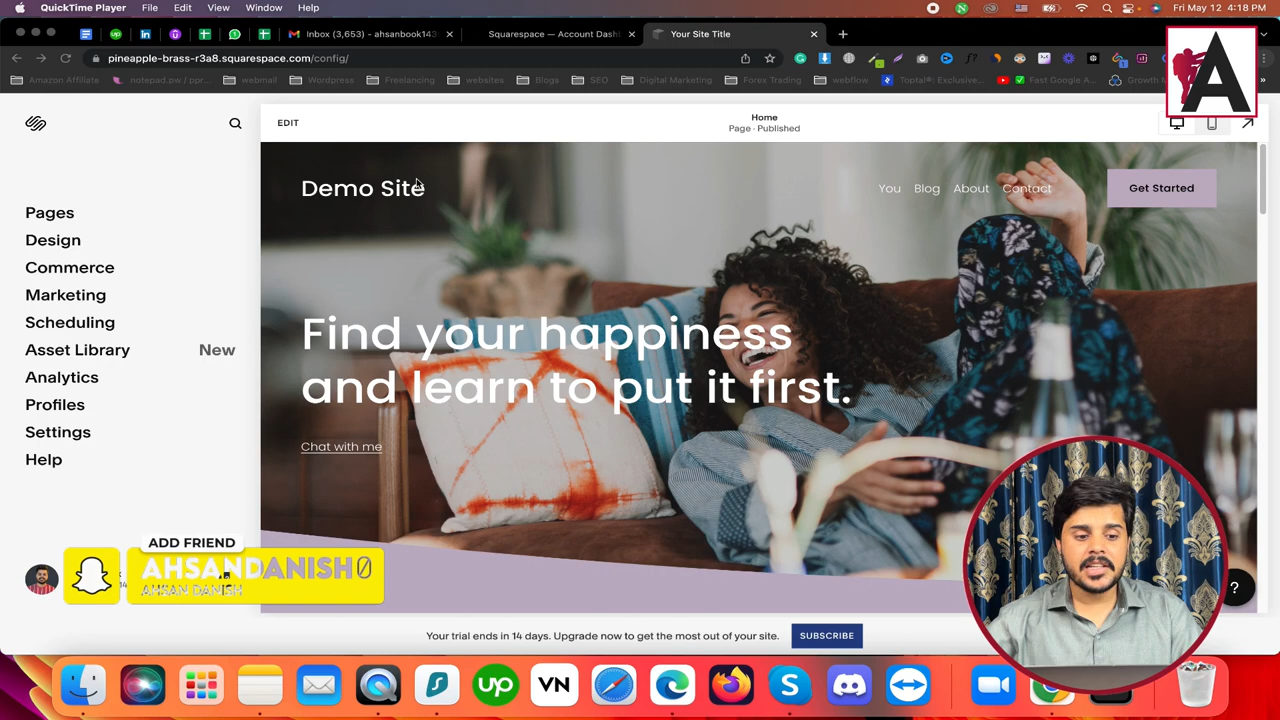 QuickTime Player File Edit View Window Help
Fri May 12 4:18 PM
Inbox (3,653) - ahsanbook143
Squarespace — Account Dash
Your Site Title
pineapple-brass-r3a8.squarespace.com/config/
Amazon Affiliate notepad.pw / por... webmail Wordpress Freelancing websites Blogs SEO Digital Marketing Forex Trading webflow Toptal®: Exclusive... Fast Google A... Growth
A
EDIT
Home
Page · Published
Demo Site
You Blog About Contact
Get Started
Pages
Design
Commerce
Marketing
Scheduling
Asset Library New
Analytics
Profiles
Settings
Help
Find your happiness
and learn to put it first.
Chat with me
ADD FRIEND
AHSANDANISH0
AHSAN DANISH
?
Your trial ends in 14 days. Upgrade now to get the most out of your site.
SUBSCRIBE
up
VN
S